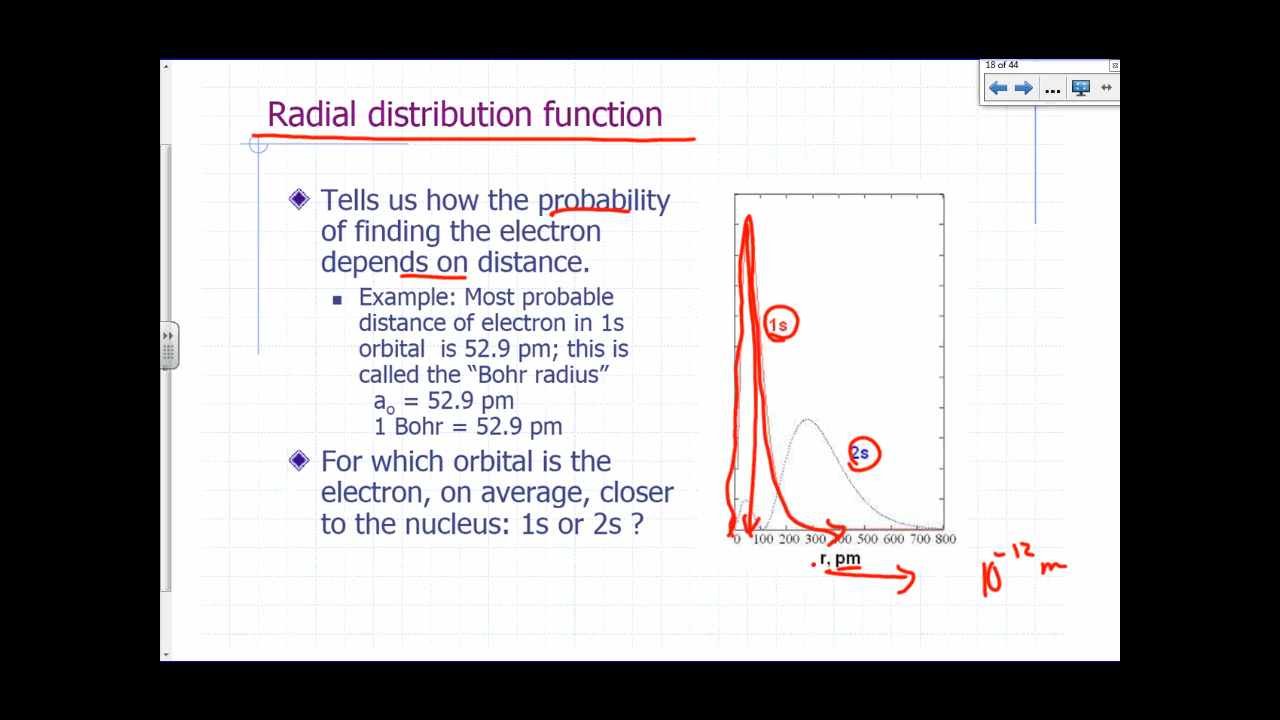 18 of 44
Radial distribution function
Tells us how the probability
of finding the electron
depends on distance.
Example: Most probable
distance of electron in 1s
orbital is 52.9 pm; this is
called the “Bohr radius”
ao = 52.9 pm
1 Bohr = 52.9 pm
For which orbital is the
electron, on average, closer
to the nucleus: 1s or 2s ?
1s
2s
0 100 200 300 400 500 600 700 800
r, pm
10⁻¹² m